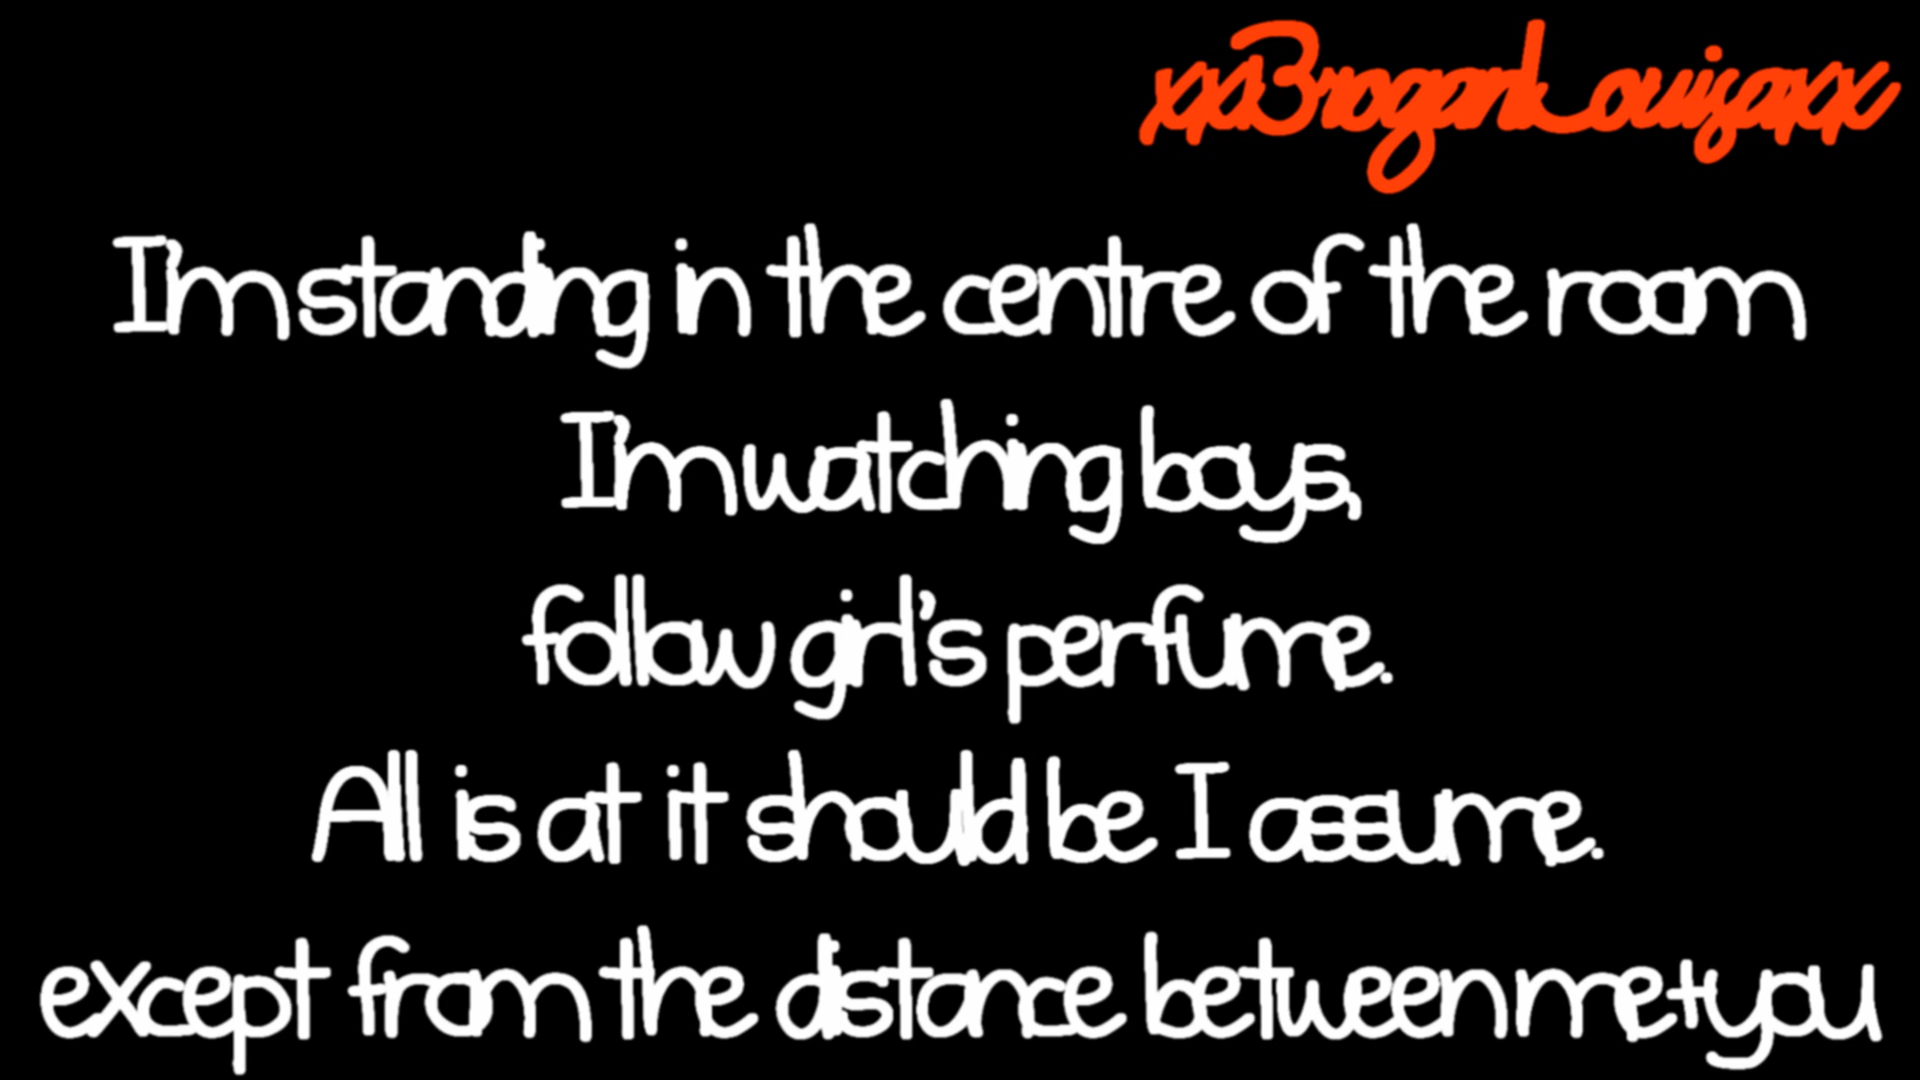 xxBroganLouisaxx
I'm standing in the centre of the room
I'm watching boys,
follow girl's perfume.
All is at it should be I assume.
except from the distance between me+you